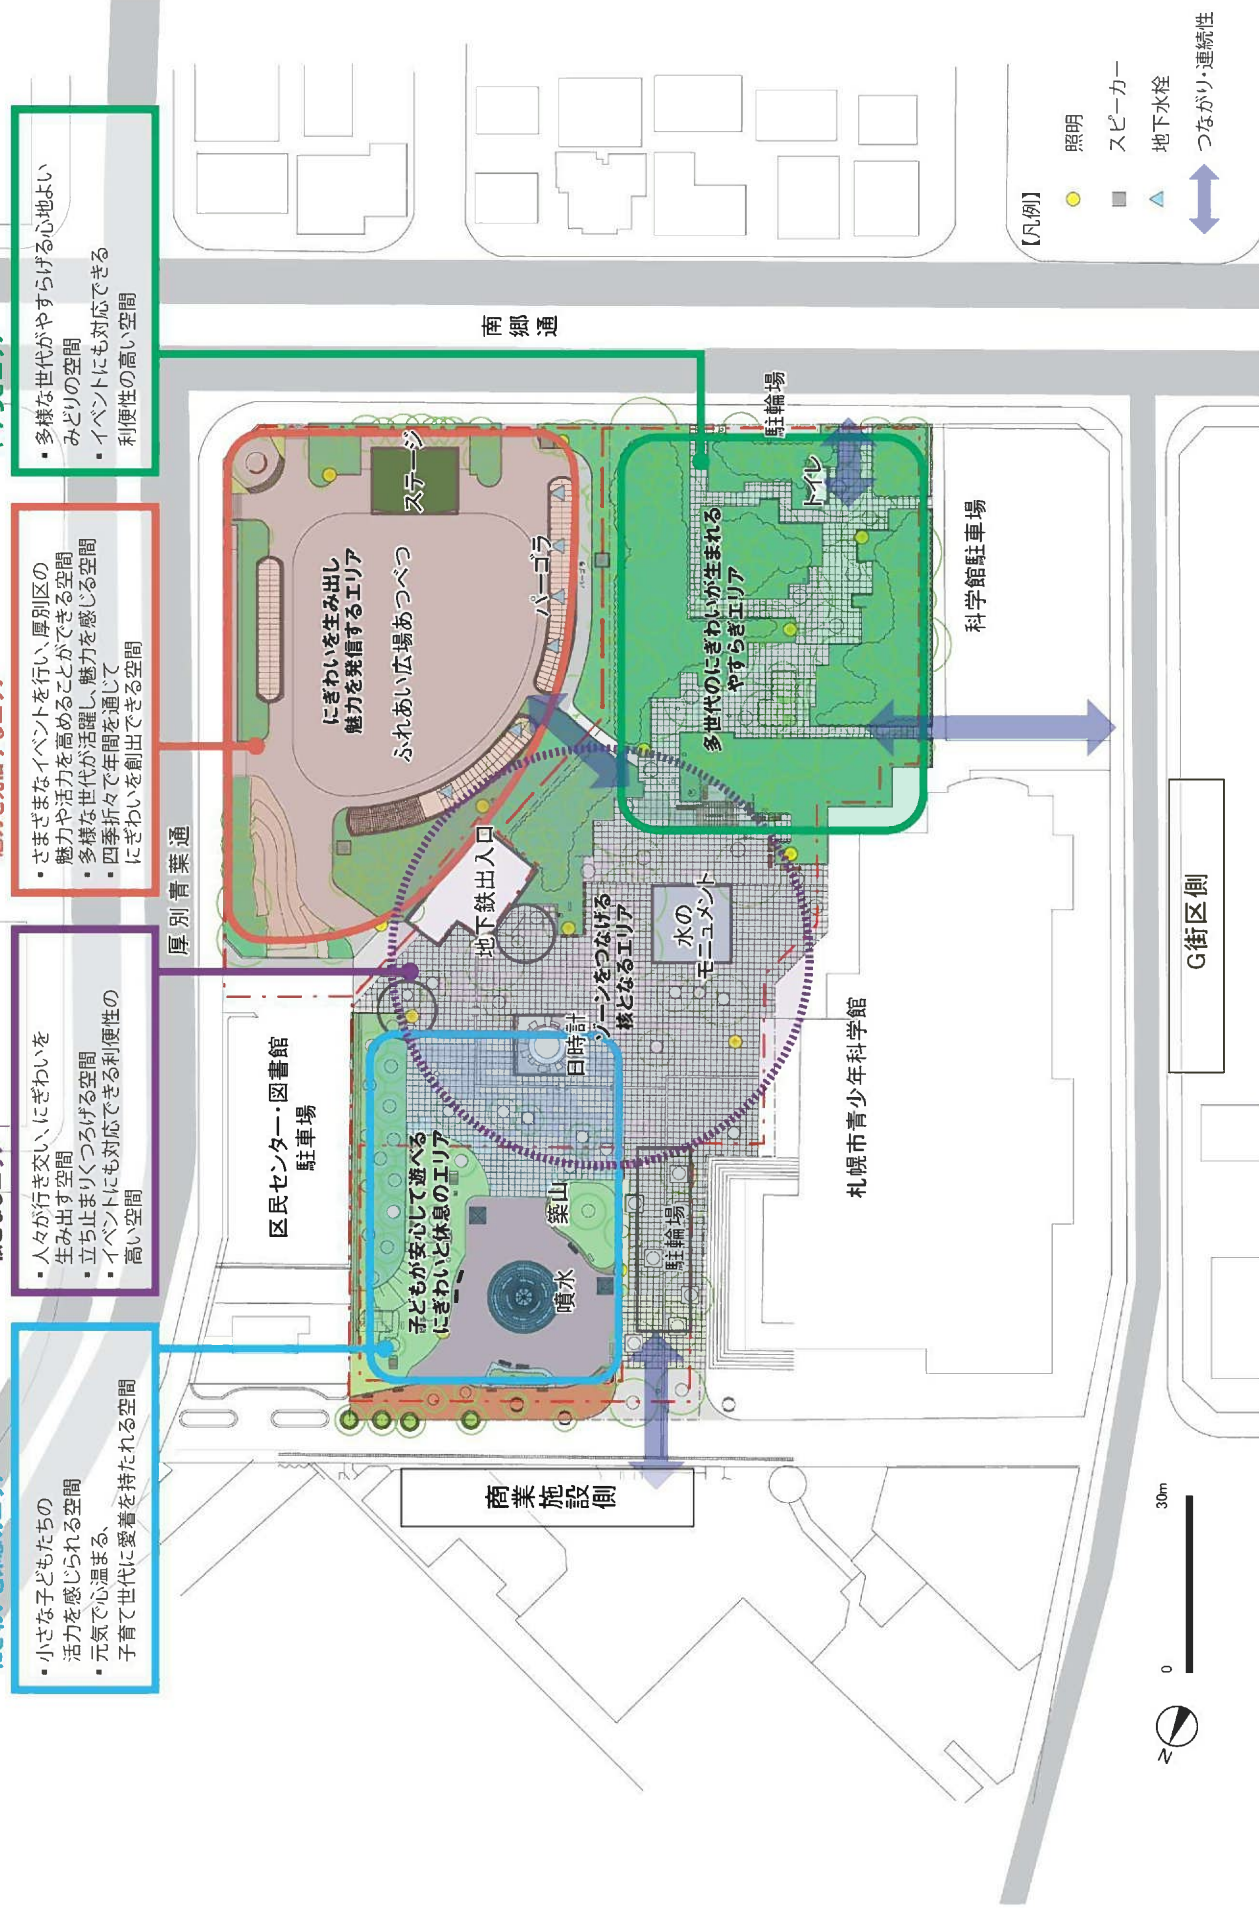 ・小さな子どもたちの
活力を感じられる空間
・元気で心温まる、
子育て世代に愛着を持たれる空間
・人々が行き交い、にぎわいを
生み出す空間
・立ち止まりくつろげる空間
・イベントにも対応できる利便性の
高い空間
・さまざまなイベントを行い、厚別区の
魅力や活力を高めることができる空間
・多様な世代が活躍し、魅力を感じる空間
・四季折々で年間を通じて
にぎわいを創出できる空間
・多様な世代がやすらげる心地よい
みどりの空間
・イベントにも対応できる
利便性の高い空間
厚別青葉通
区民センター・図書館
駐車場
にぎわいを生み出し
魅力を発信するエリア
ふれあい広場あつべつ
ステージ
パーゴラ
パーゴラ
南郷通
子どもが安心して遊べる
にぎわいと休息のエリア
噴水
築山
日時計
地下鉄出入口
ゾーンをつなげる
核となるエリア
水の
モニュメント
多世代のにぎわいが生まれる
やすらぎエリア
トイレ
駐輪場
駐輪場
商業施設側
札幌市青少年科学館
科学館駐車場
G街区側
【凡例】
照明
スピーカー
地下水栓
つながり・連続性
N
0
30m